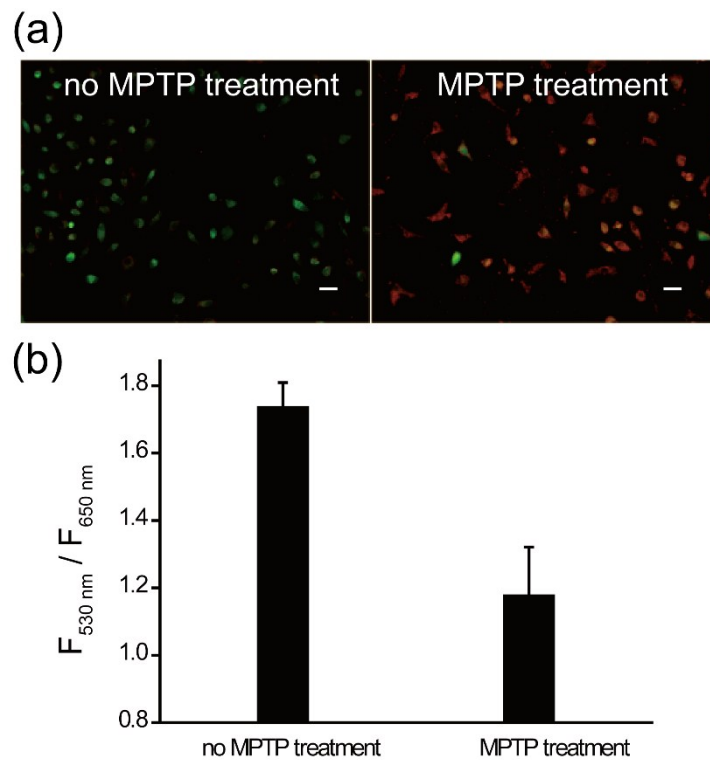 (a)
no MPTP treatment
MPTP treatment
(b)
F530 nm / F650 nm
1.8
1.6
1.4
1.2
1.0
0.8
no MPTP treatment
MPTP treatment